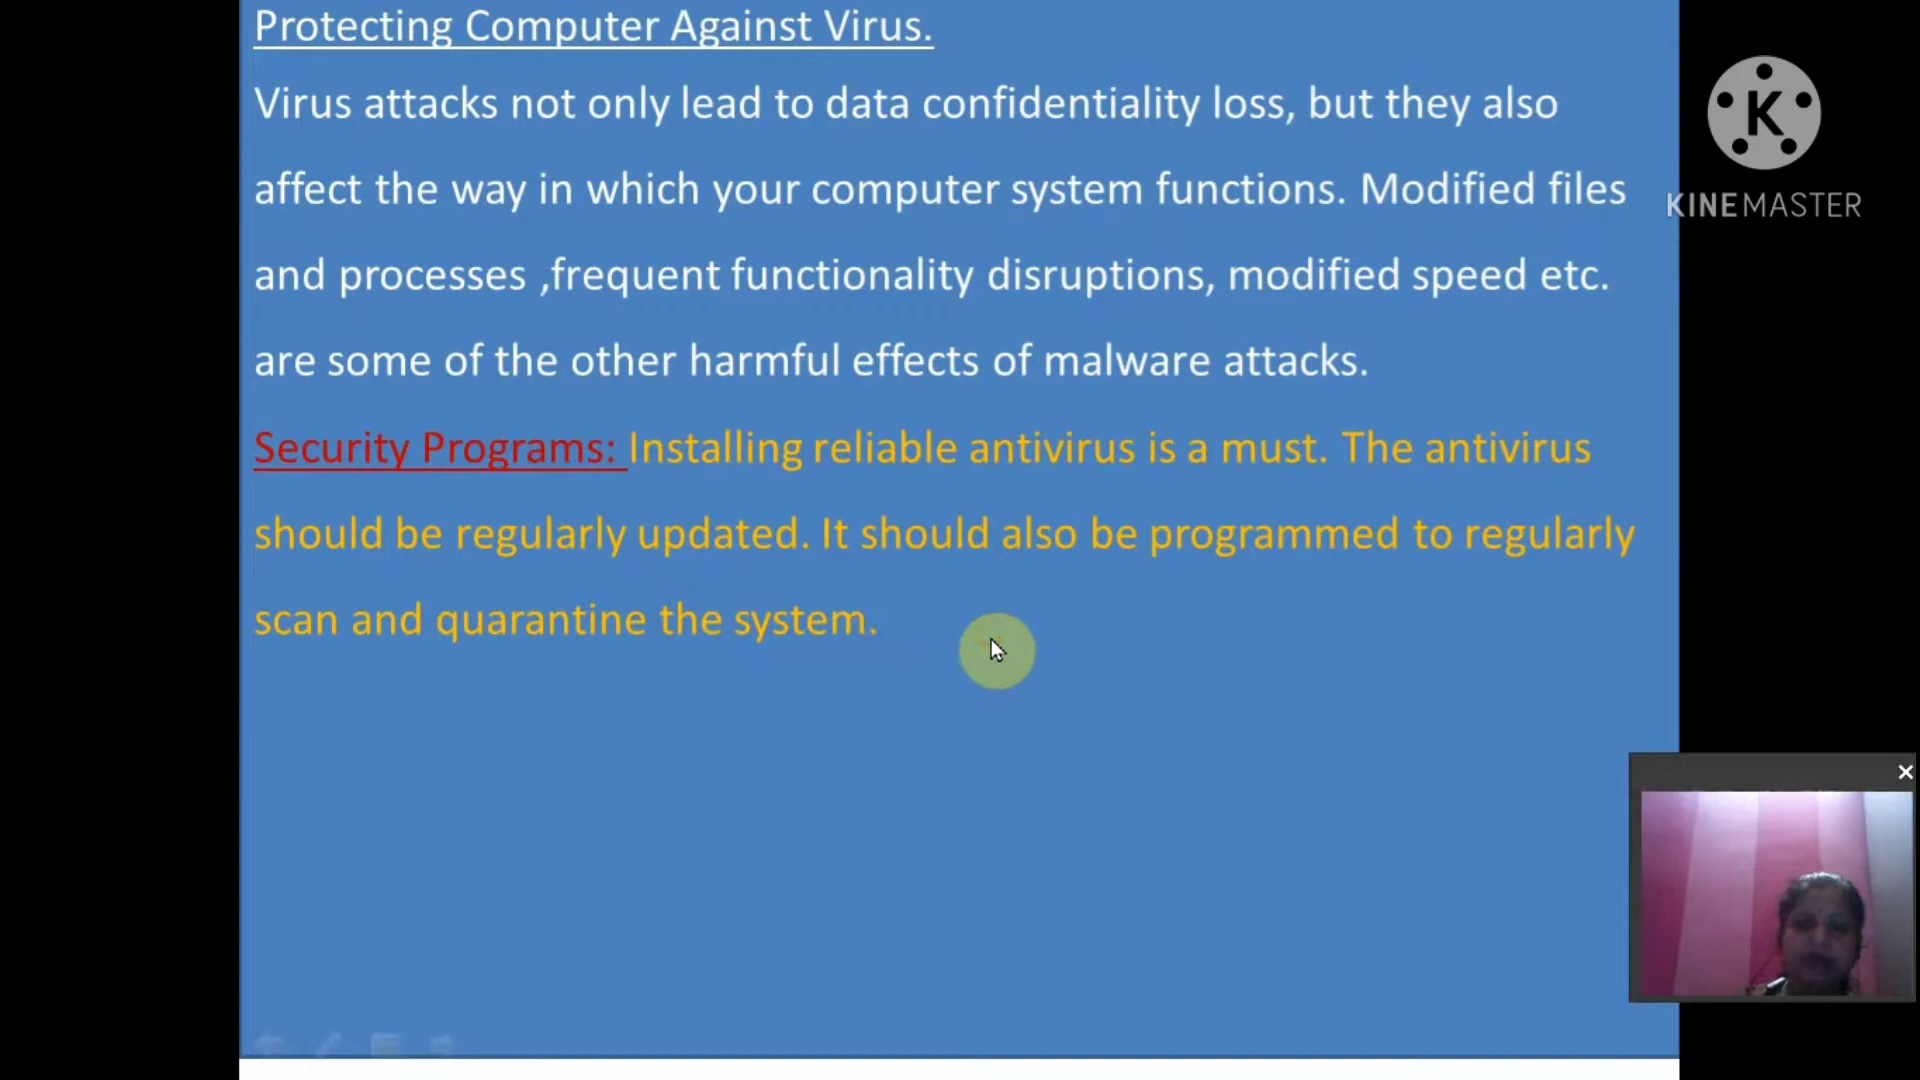 Protecting Computer Against Virus.
Virus attacks not only lead to data confidentiality loss, but they also
affect the way in which your computer system functions. Modified files
and processes ,frequent functionality disruptions, modified speed etc.
are some of the other harmful effects of malware attacks.
Security Programs: Installing reliable antivirus is a must. The antivirus
should be regularly updated. It should also be programmed to regularly
scan and quarantine the system.
K
KINEMASTER